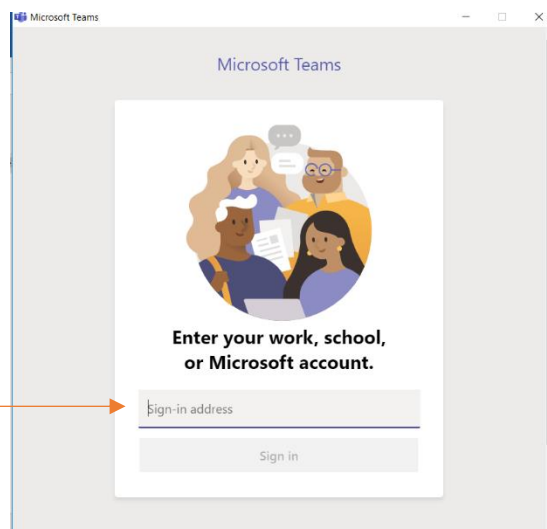 Microsoft Teams
Microsoft Teams
Enter your work, school,
or Microsoft account.
Sign-in address
Sign in